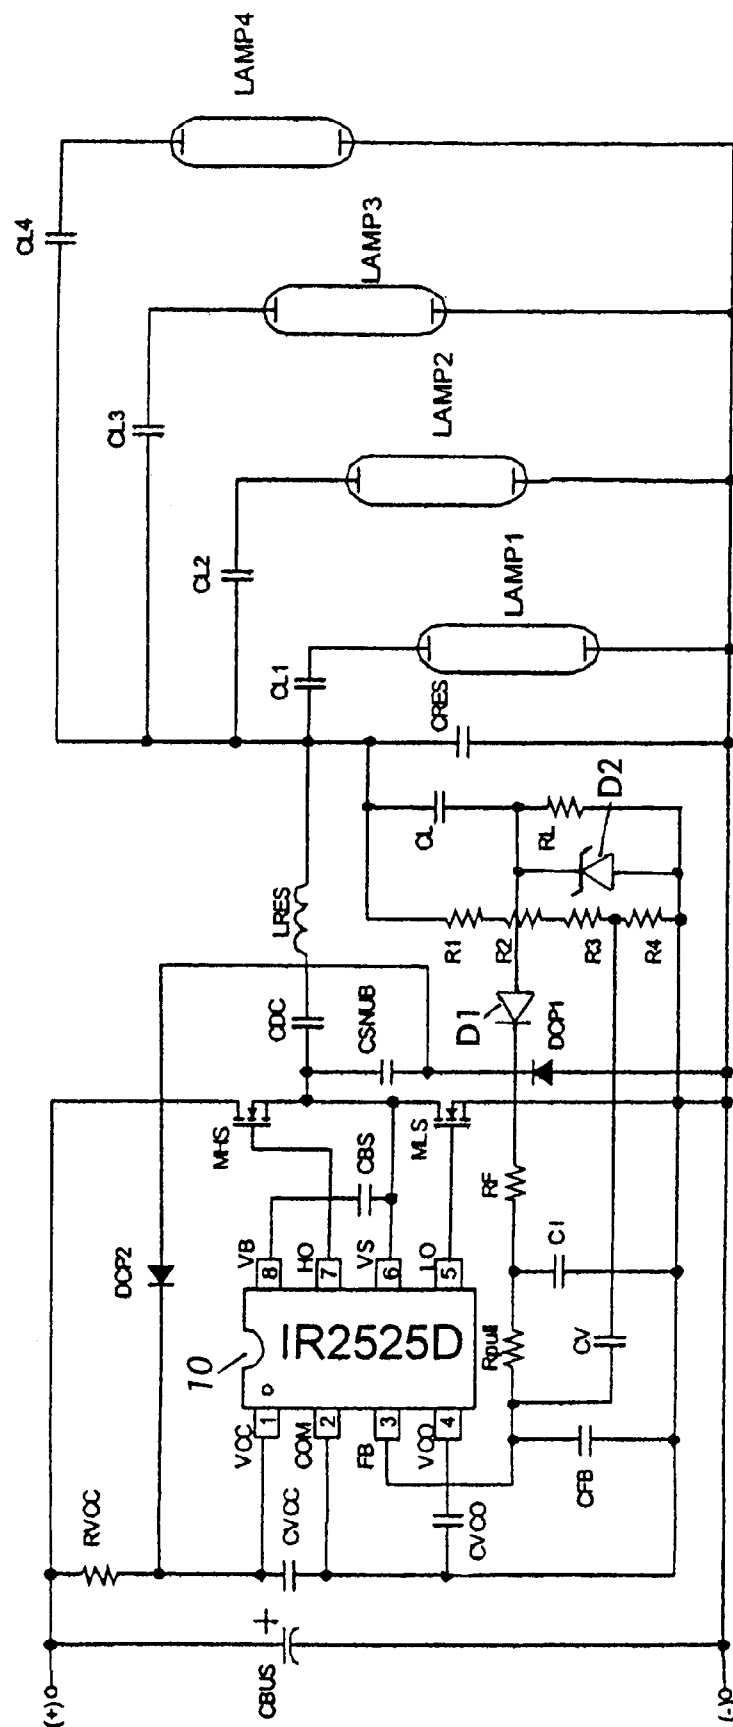 (+)
CBUS
+
(-)
RVCC
CVCC
VCC
1
COM
2
FB
3
VCO
4
CVCO
CFB
10
IR2525D
VB
8
HO
7
VS
6
LO
5
DCP2
CBS
MHS
MLS
Rpull
RF
C1
CV
CDC
CSNUB
DCP1
D1
LRES
R1
R2
R3
R4
CL
RL
D2
CRES
CL1
LAMP1
CL2
LAMP2
CL3
LAMP3
CL4
LAMP4